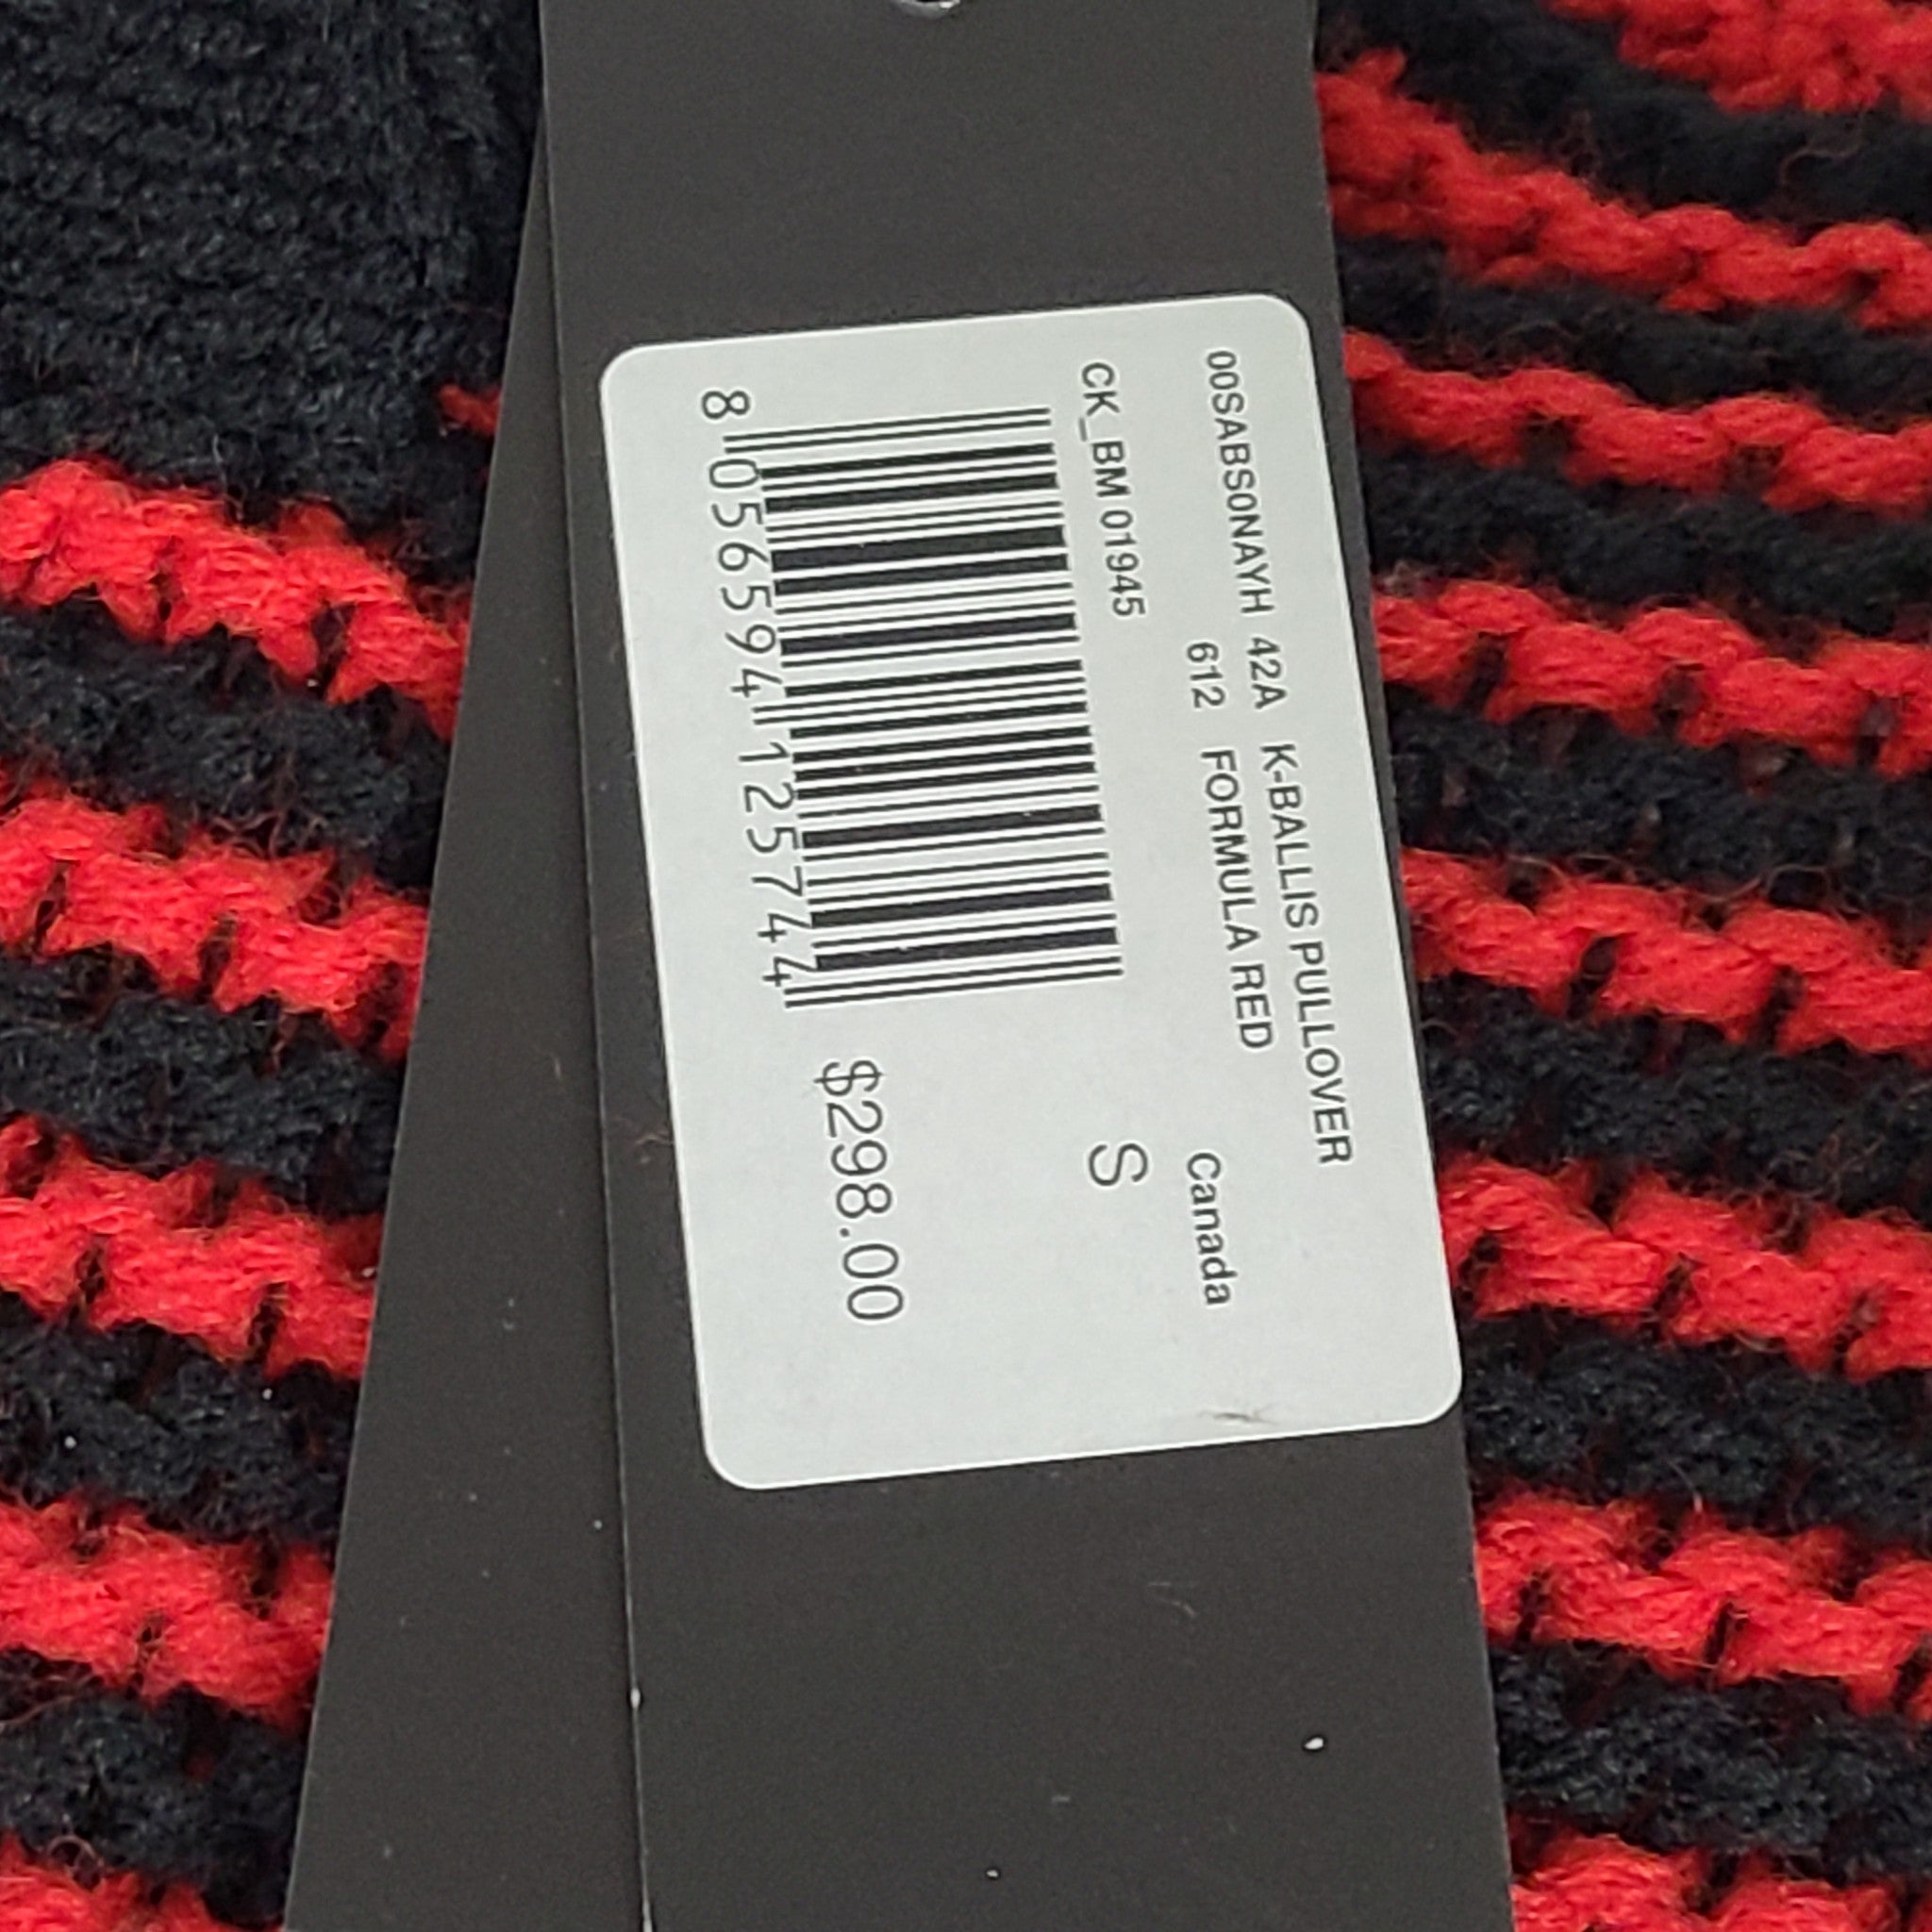 00SABS0NAYH 42A K-BALLIS PULLOVER
612 FORMULA RED Canada
CK_BM 01945 S
8 056594 125744 $298.00